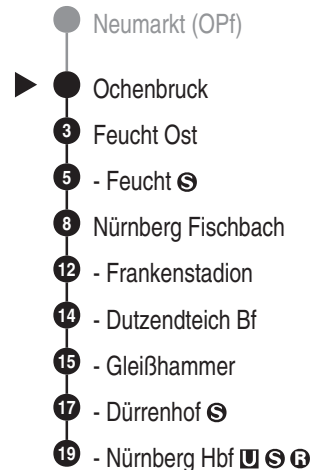 Neumarkt (OPf)
Ochenbruck
3 Feucht Ost
5 - Feucht S
8 Nürnberg Fischbach
12 - Frankenstadion
14 - Dutzendteich Bf
15 - Gleißhammer
17 - Dürrenhof S
19 - Nürnberg Hbf U S R